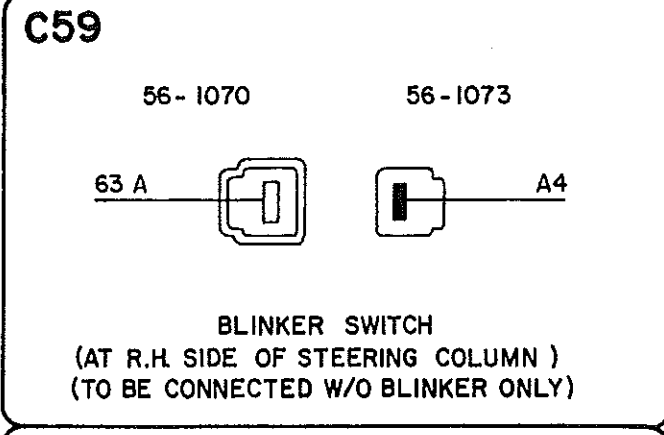 C59
56-1070 56-1073
63 A A4
BLINKER SWITCH
(AT R.H. SIDE OF STEERING COLUMN )
(TO BE CONNECTED W/O BLINKER ONLY)